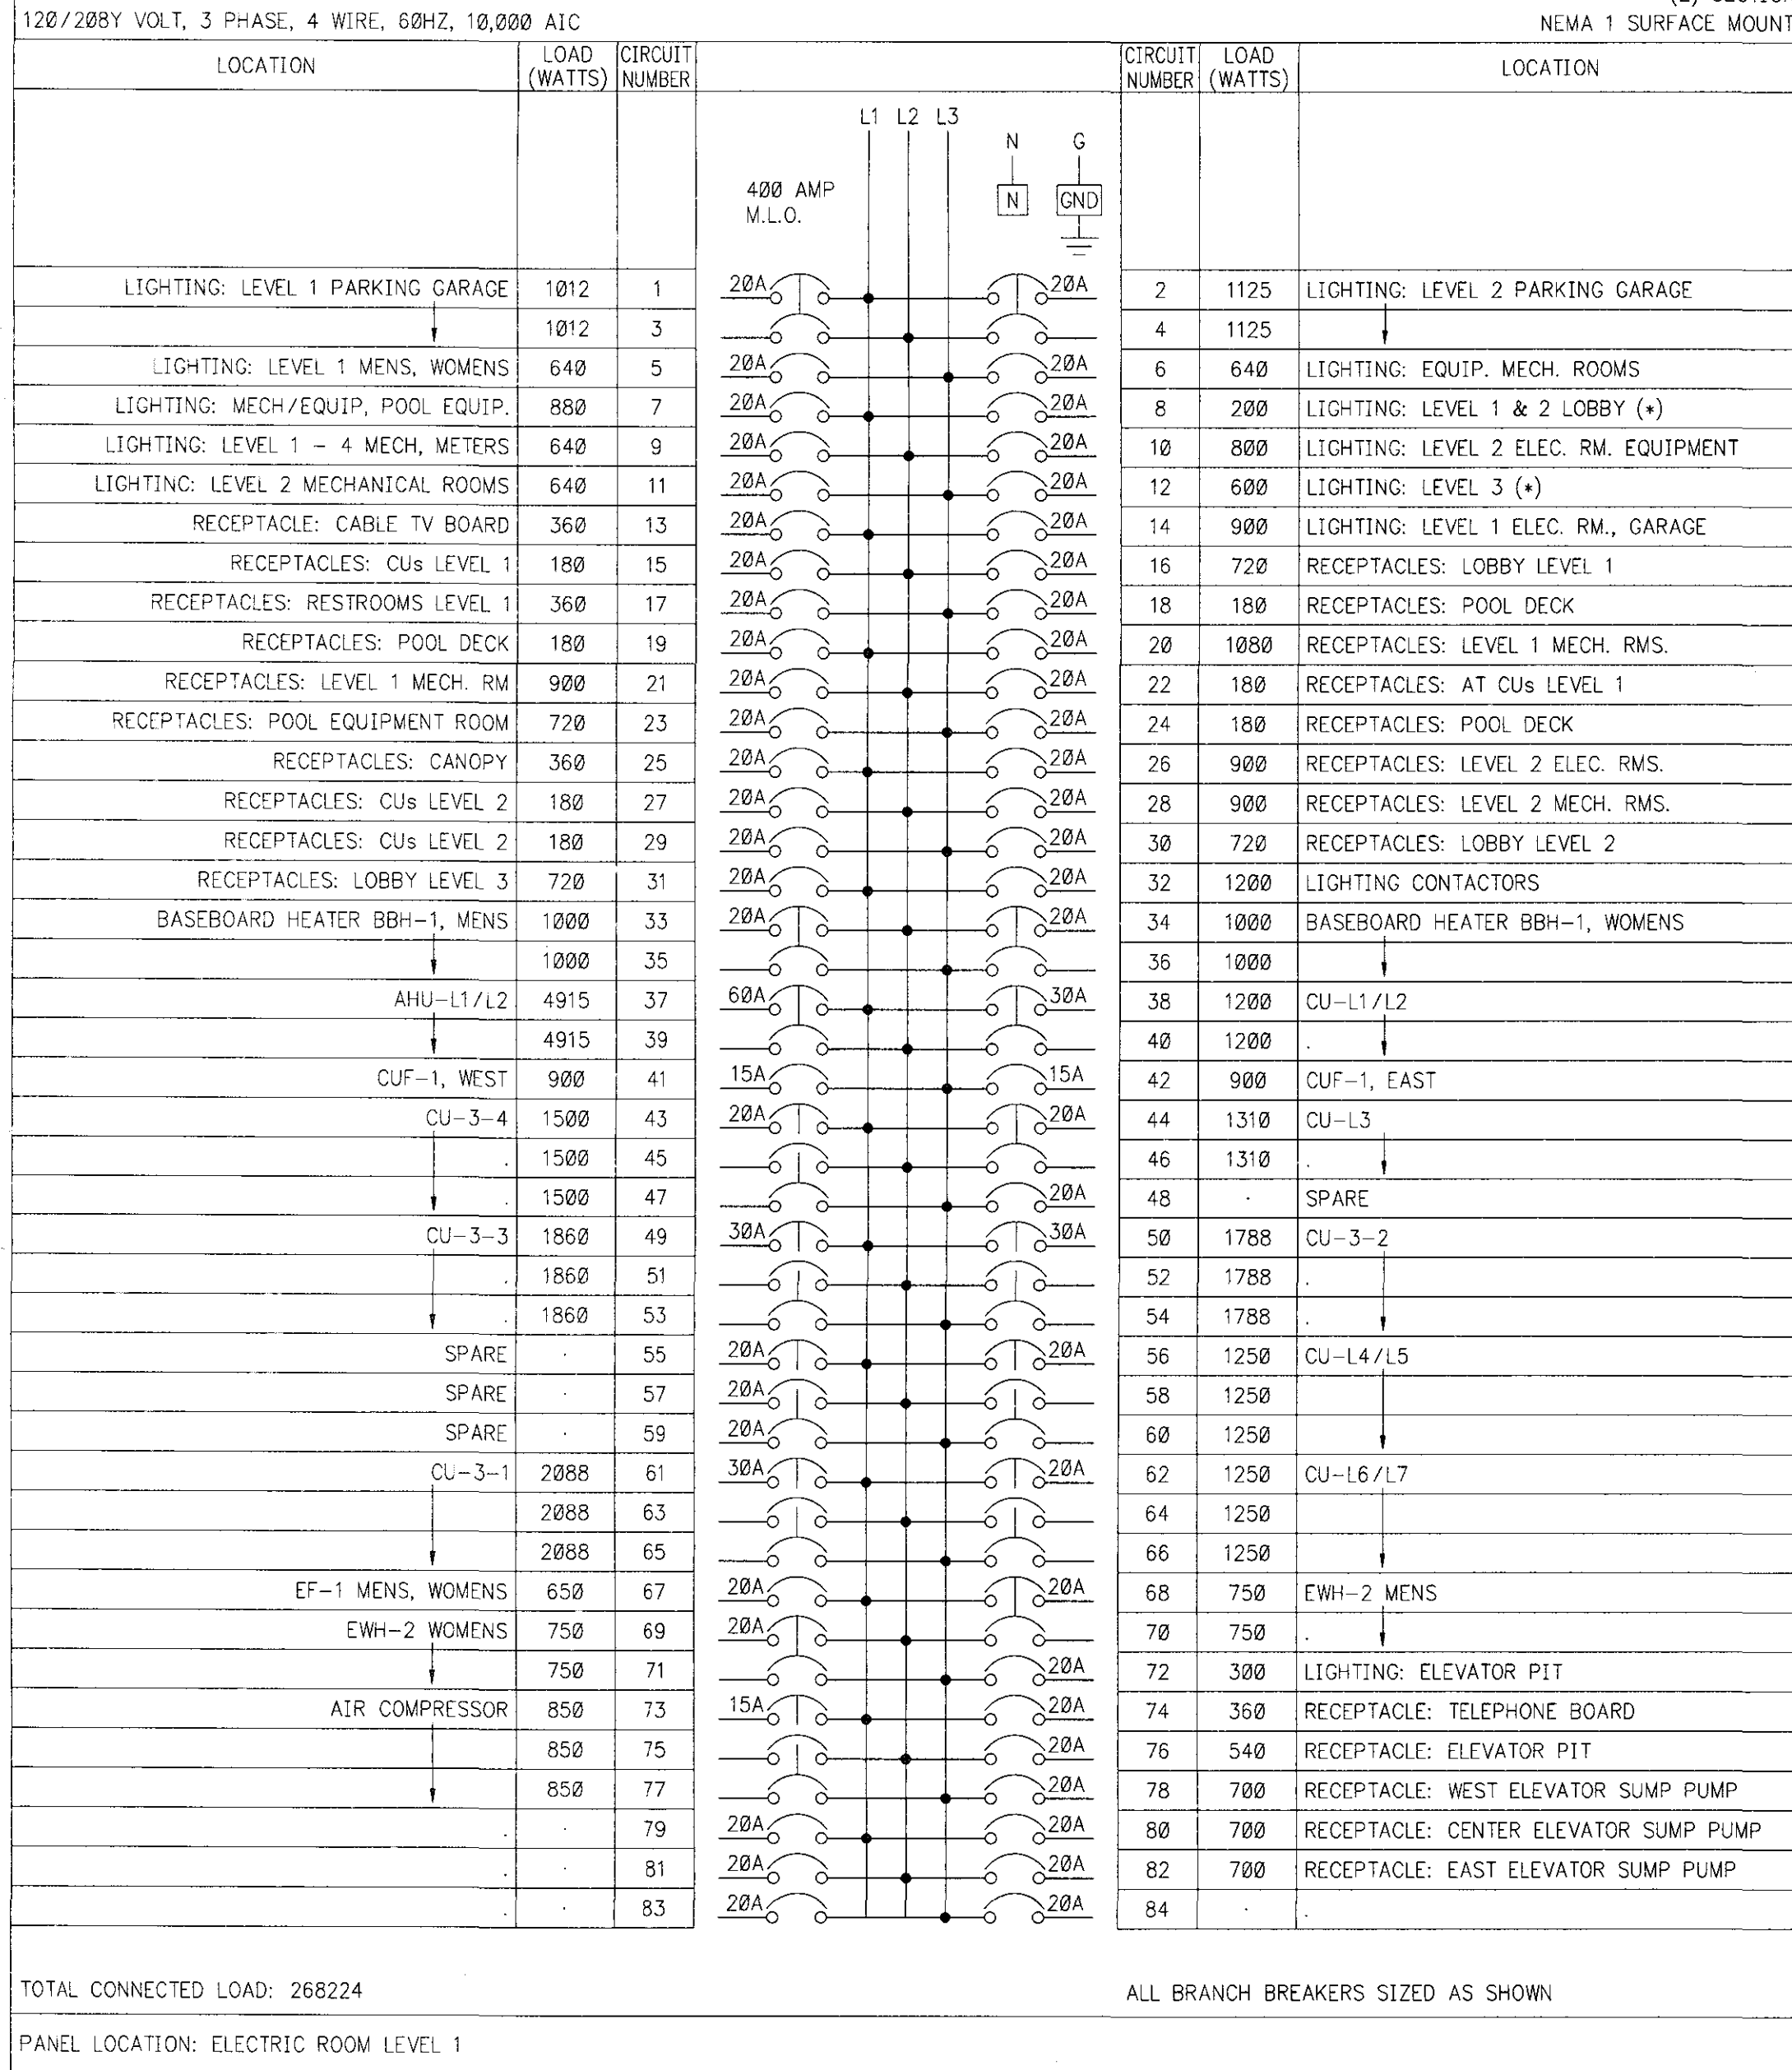 120/208Y VOLT, 3 PHASE, 4 WIRE, 60HZ, 10,000 AIC
NEMA 1 SURFACE MOUNT
LOCATION LOAD (WATTS) CIRCUIT NUMBER CIRCUIT NUMBER LOAD (WATTS) LOCATION
L1 L2 L3
N G
400 AMP N GND
M.L.O.
LIGHTING: LEVEL 1 PARKING GARAGE 1012 1 20A 20A 2 1125 LIGHTING: LEVEL 2 PARKING GARAGE
1012 3 4 1125
LIGHTING: LEVEL 1 MENS, WOMENS 640 5 20A 20A 6 640 LIGHTING: EQUIP. MECH. ROOMS
LIGHTING: MECH/EQUIP, POOL EQUIP. 880 7 20A 20A 8 200 LIGHTING: LEVEL 1 & 2 LOBBY (*)
LIGHTING: LEVEL 1 - 4 MECH, METERS 640 9 20A 20A 10 800 LIGHTING: LEVEL 2 ELEC. RM. EQUIPMENT
LIGHTING: LEVEL 2 MECHANICAL ROOMS 640 11 20A 20A 12 600 LIGHTING: LEVEL 3 (*)
RECEPTACLE: CABLE TV BOARD 360 13 20A 20A 14 900 LIGHTING: LEVEL 1 ELEC. RM., GARAGE
RECEPTACLES: CUs LEVEL 1 180 15 20A 20A 16 720 RECEPTACLES: LOBBY LEVEL 1
RECEPTACLES: RESTROOMS LEVEL 1 360 17 20A 20A 18 180 RECEPTACLES: POOL DECK
RECEPTACLES: POOL DECK 180 19 20A 20A 20 1080 RECEPTACLES: LEVEL 1 MECH. RMS.
RECEPTACLES: LEVEL 1 MECH. RM 900 21 20A 20A 22 180 RECEPTACLES: AT CUs LEVEL 1
RECEPTACLES: POOL EQUIPMENT ROOM 720 23 20A 20A 24 180 RECEPTACLES: POOL DECK
RECEPTACLES: CANOPY 360 25 20A 20A 26 900 RECEPTACLES: LEVEL 2 ELEC. RMS.
RECEPTACLES: CUs LEVEL 2 180 27 20A 20A 28 900 RECEPTACLES: LEVEL 2 MECH. RMS.
RECEPTACLES: CUs LEVEL 2 180 29 20A 20A 30 720 RECEPTACLES: LOBBY LEVEL 2
RECEPTACLES: LOBBY LEVEL 3 720 31 20A 20A 32 1200 LIGHTING CONTACTORS
BASEBOARD HEATER BBH-1, MENS 1000 33 20A 20A 34 1000 BASEBOARD HEATER BBH-1, WOMENS
1000 35 36 1000
AHU-L1/L2 4915 37 60A 30A 38 1200 CU-L1/L2
4915 39 40 1200 .
CUF-1, WEST 900 41 15A 15A 42 900 CUF-1, EAST
CU-3-4 1500 43 20A 20A 44 1310 CU-L3
. 1500 45 46 1310 .
. 1500 47 20A 48 . SPARE
CU-3-3 1860 49 30A 30A 50 1788 CU-3-2
. 1860 51 52 1788 .
. 1860 53 54 1788 .
SPARE . 55 20A 20A 56 1250 CU-L4/L5
SPARE . 57 20A 58 1250
SPARE . 59 20A 60 1250
CU-3-1 2088 61 30A 20A 62 1250 CU-L6/L7
2088 63 64 1250
2088 65 66 1250
EF-1 MENS, WOMENS 650 67 20A 20A 68 750 EWH-2 MENS
EWH-2 WOMENS 750 69 20A 70 750 .
750 71 20A 72 300 LIGHTING: ELEVATOR PIT
AIR COMPRESSOR 850 73 15A 20A 74 360 RECEPTACLE: TELEPHONE BOARD
850 75 20A 76 540 RECEPTACLE: ELEVATOR PIT
850 77 20A 78 700 RECEPTACLE: WEST ELEVATOR SUMP PUMP
. . 79 20A 20A 80 700 RECEPTACLE: CENTER ELEVATOR SUMP PUMP
. . 81 20A 20A 82 700 RECEPTACLE: EAST ELEVATOR SUMP PUMP
. . 83 20A 20A 84 . .
TOTAL CONNECTED LOAD: 268224 ALL BRANCH BREAKERS SIZED AS SHOWN
PANEL LOCATION: ELECTRIC ROOM LEVEL 1